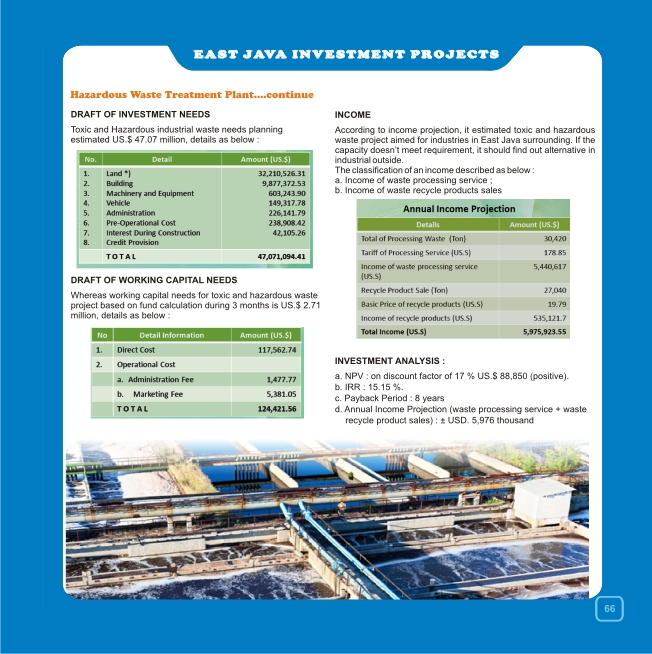 EAST JAVA INVESTMENT PROJECTS
Hazardous Waste Treatment Plant....continue
DRAFT OF INVESTMENT NEEDS
Toxic and Hazardous industrial waste needs planning
estimated US.$ 47.07 million, details as below :
No. Detail Amount (US.$)
1. Land *) 32,210,526.31
2. Building 9,877,372.53
3. Machinery and Equipment 603,243.90
4. Vehicle 149,317.78
5. Administration 226,141.79
6. Pre-Operational Cost 238,908.42
7. Interest During Construction 42,105.26
8. Credit Provision
T O T A L 47,071,094.41
DRAFT OF WORKING CAPITAL NEEDS
Whereas working capital needs for toxic and hazardous waste
project based on fund calculation during 3 months is US.$ 2.71
million, details as below :
No Detail Information Amount (US.$)
1. Direct Cost 117,562.74
2. Operational Cost
a. Administration Fee 1,477.77
b. Marketing Fee 5,381.05
T O T A L 124,421.56
INCOME
According to income projection, it estimated toxic and hazardous
waste project aimed for industries in East Java surrounding. If the
capacity doesn't meet requirement, it should find out alternative in
industrial outside.
The classification of an income described as below :
a. Income of waste processing service ;
b. Income of waste recycle products sales
Annual Income Projection
Details Amount (US.$)
Total of Processing Waste (Ton) 30,420
Tariff of Processing Service (US.S) 178.85
Income of waste processing service 5,440,617
(US.S)
Recycle Product Sale (Ton) 27,040
Basic Price of recycle products (US.S) 19.79
Income of recycle products (US.S) 535,121.7
Total Income (US.S) 5,975,923.55
INVESTMENT ANALYSIS :
a. NPV : on discount factor of 17 % US.$ 88,850 (positive).
b. IRR : 15.15 %.
c. Payback Period : 8 years
d. Annual Income Projection (waste processing service + waste
recycle product sales) : ± USD. 5,976 thousand
66